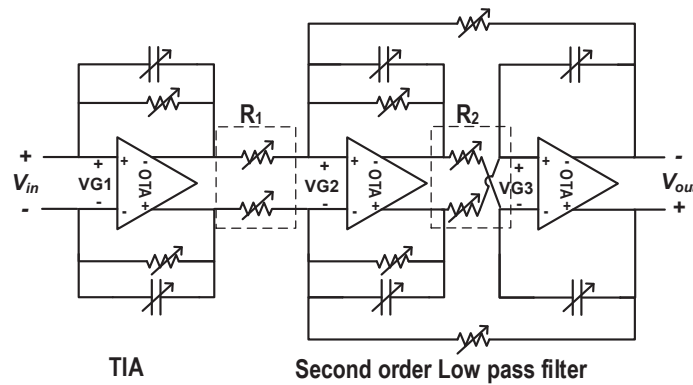 R1
R2
+
Vin
-
+
VG1
-
+
-
OTA
-
+
+
VG2
-
+
-
OTA
-
+
+
VG3
-
+
-
OTA
-
+
-
Vout
+
TIA
Second order Low pass filter